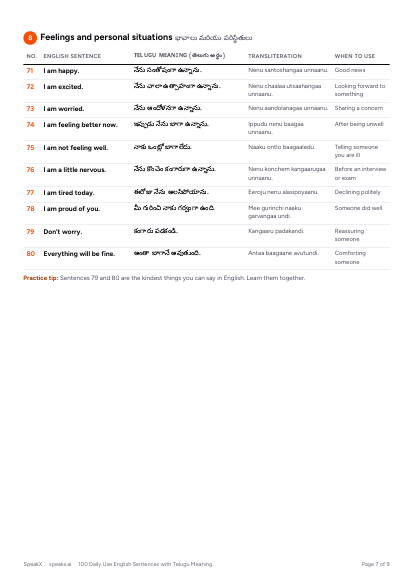 8 Feelings and personal situations భావాలు మరియు పరిస్థితులు
NO. ENGLISH SENTENCE TELUGU MEANING (తెలుగు అర్థం) TRANSLITERATION WHEN TO USE
71 I am happy. నేను సంతోషంగా ఉన్నాను. Nenu santoshangaa unnaanu. Good news
72 I am excited. నేను చాలా ఉత్సాహంగా ఉన్నాను. Nenu chaalaa utsaahangaa unnaanu. Looking forward to something
73 I am worried. నేను ఆందోళనగా ఉన్నాను. Nenu aandolanagaa unnaanu. Sharing a concern
74 I am feeling better now. ఇప్పుడు నేను బాగా ఉన్నాను. Ippudu nenu baagaa unnaanu. After being unwell
75 I am not feeling well. నాకు ఒంట్లో బాగాలేదు. Naaku ontlo baagaaledu. Telling someone you are ill
76 I am a little nervous. నేను కొంచెం కంగారుగా ఉన్నాను. Nenu konchem kangaarugaa unnaanu. Before an interview or exam
77 I am tired today. ఈరోజు నేను అలసిపోయాను. Eeroju nenu alasipoyaanu. Declining politely
78 I am proud of you. మీ గురించి నాకు గర్వంగా ఉంది. Mee gurinchi naaku garvangaa undi. Someone did well
79 Don't worry. కంగారు పడకండి. Kangaaru padakandi. Reassuring someone
80 Everything will be fine. అంతా బాగానే అవుతుంది. Antaa baagaane avutundi. Comforting someone
Practice tip: Sentences 79 and 80 are the kindest things you can say in English. Learn them together.
SpeakX · speakx.ai · 100 Daily Use English Sentences with Telugu Meaning Page 7 of 9